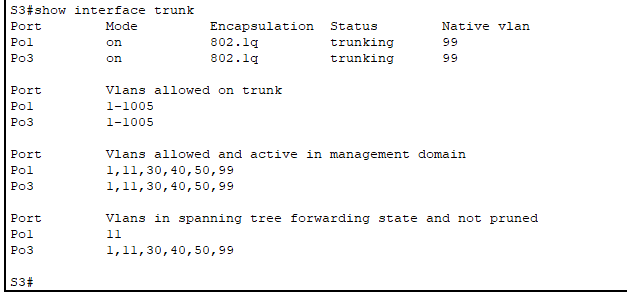 S3#show interface trunk
Port        Mode         Encapsulation  Status        Native vlan
Po1         on           802.1q         trunking      99
Po3         on           802.1q         trunking      99
Port        Vlans allowed on trunk
Po1         1-1005
Po3         1-1005
Port        Vlans allowed and active in management domain
Po1         1,11,30,40,50,99
Po3         1,11,30,40,50,99
Port        Vlans in spanning tree forwarding state and not pruned
Po1         11
Po3         1,11,30,40,50,99
S3#